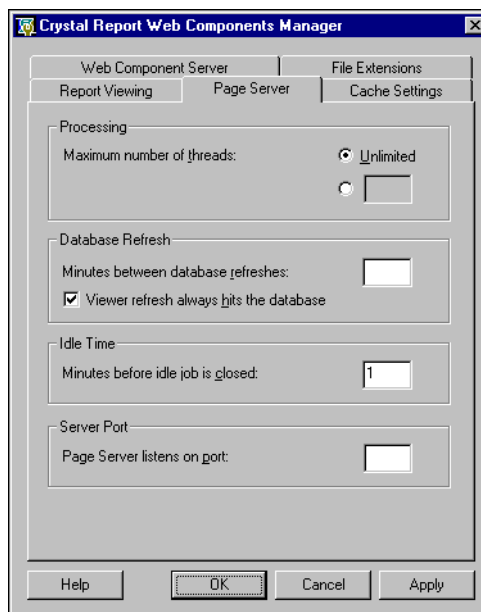 Crystal Report Web Components Manager
Web Component Server File Extensions
Report Viewing Page Server Cache Settings
Processing
Maximum number of threads: Unlimited
Database Refresh
Minutes between database refreshes:
Viewer refresh always hits the database
Idle Time
Minutes before idle job is closed: 1
Server Port
Page Server listens on port:
Help OK Cancel Apply